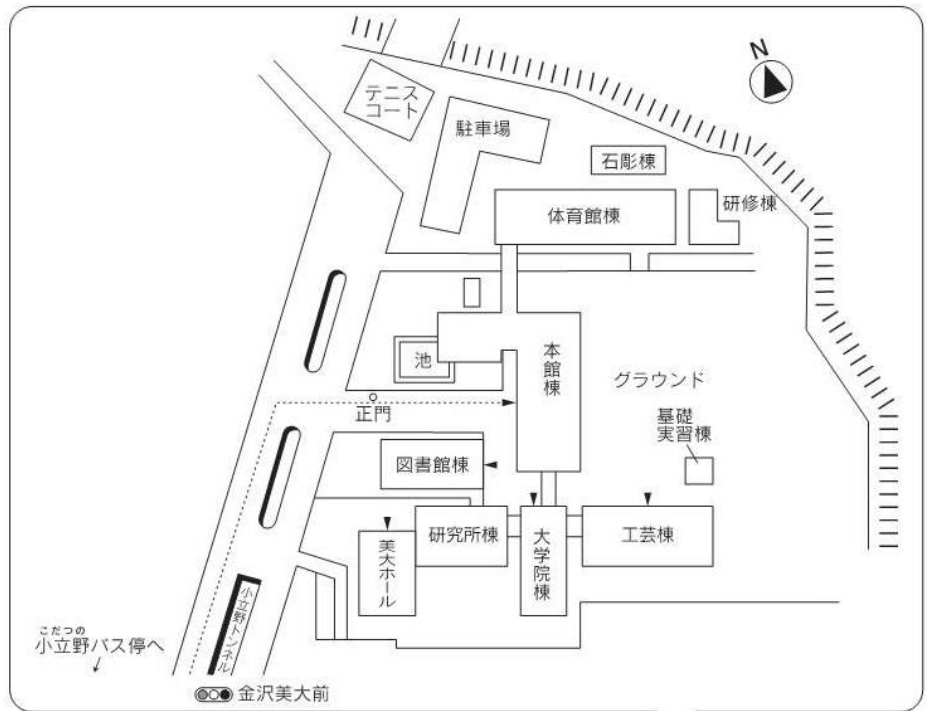 N
テニス
コート
駐車場
石彫棟
体育館棟
研修棟
池
本館棟
グラウンド
正門
基礎
実習棟
図書館棟
研究所棟
大学院棟
工芸棟
美大ホール
小立野トンネル
こだつの
小立野バス停へ
金沢美大前